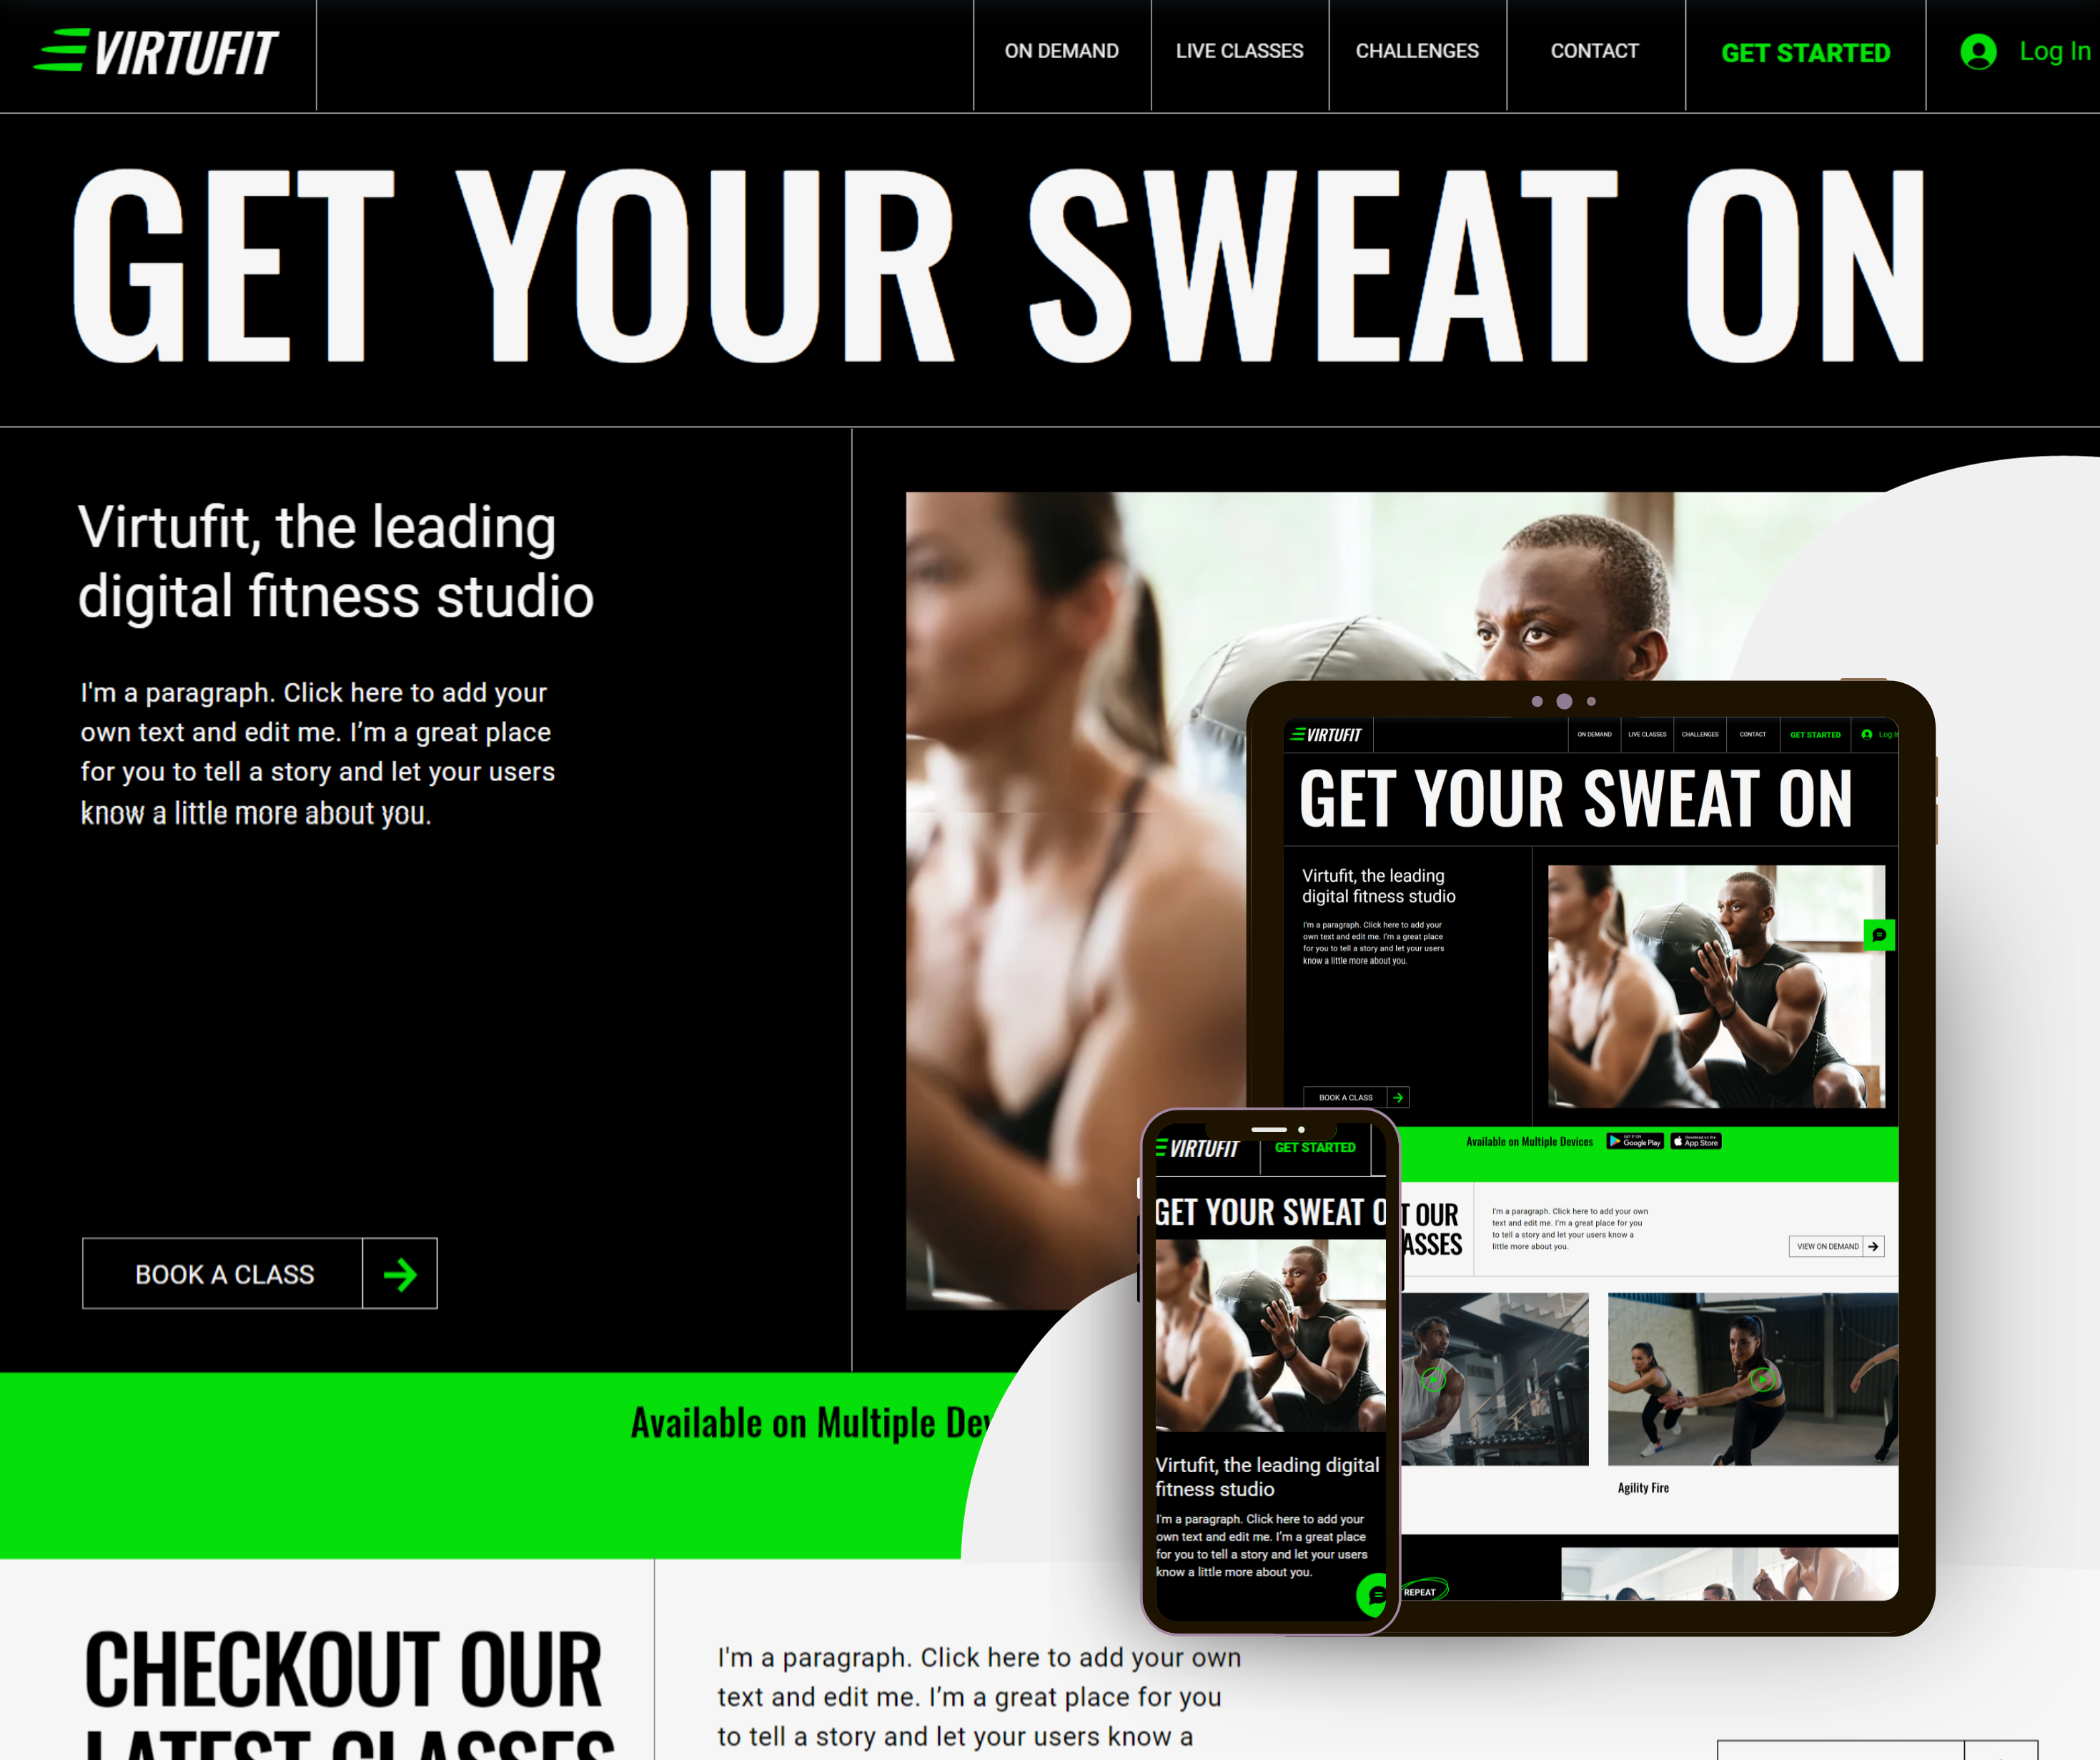 VIRTUFIT
ON DEMAND
LIVE CLASSES
CHALLENGES
CONTACT
GET STARTED
Log In
GET YOUR SWEAT ON
Virtufit, the leading
digital fitness studio
I'm a paragraph. Click here to add your
own text and edit me. I'm a great place
for you to tell a story and let your users
know a little more about you.
BOOK A CLASS
Available on Multiple
CHECKOUT OUR
LATEST CLASSES
I'm a paragraph. Click here to add your own
text and edit me. I'm a great place for you
to tell a story and let your users know a
VIRTUFIT
ON DEMAND
LIVE CLASSES
CHALLENGES
CONTACT
GET STARTED
Log
GET YOUR SWEAT ON
Virtufit, the leading
digital fitness studio
I'm a paragraph. Click here to add your
own text and edit me. I'm a great place
for you to tell a story and let your users
know a little more about you.
BOOK A CLASS
Available on Multiple Devices
GET IT ON
Google Play
Download on the
App Store
OUR
I'm a paragraph. Click here to add your own
text and edit me. I'm a great place for you
to tell a story and let your users know a
little more about you.
VIEW ON DEMAND
Agility Fire
REPEAT
VIRTUFIT
GET STARTED
GET YOUR SWEAT
Virtufit, the leading digital
fitness studio
I'm a paragraph. Click here to add your
own text and edit me. I'm a great place
for you to tell a story and let your users
know a little more about you.